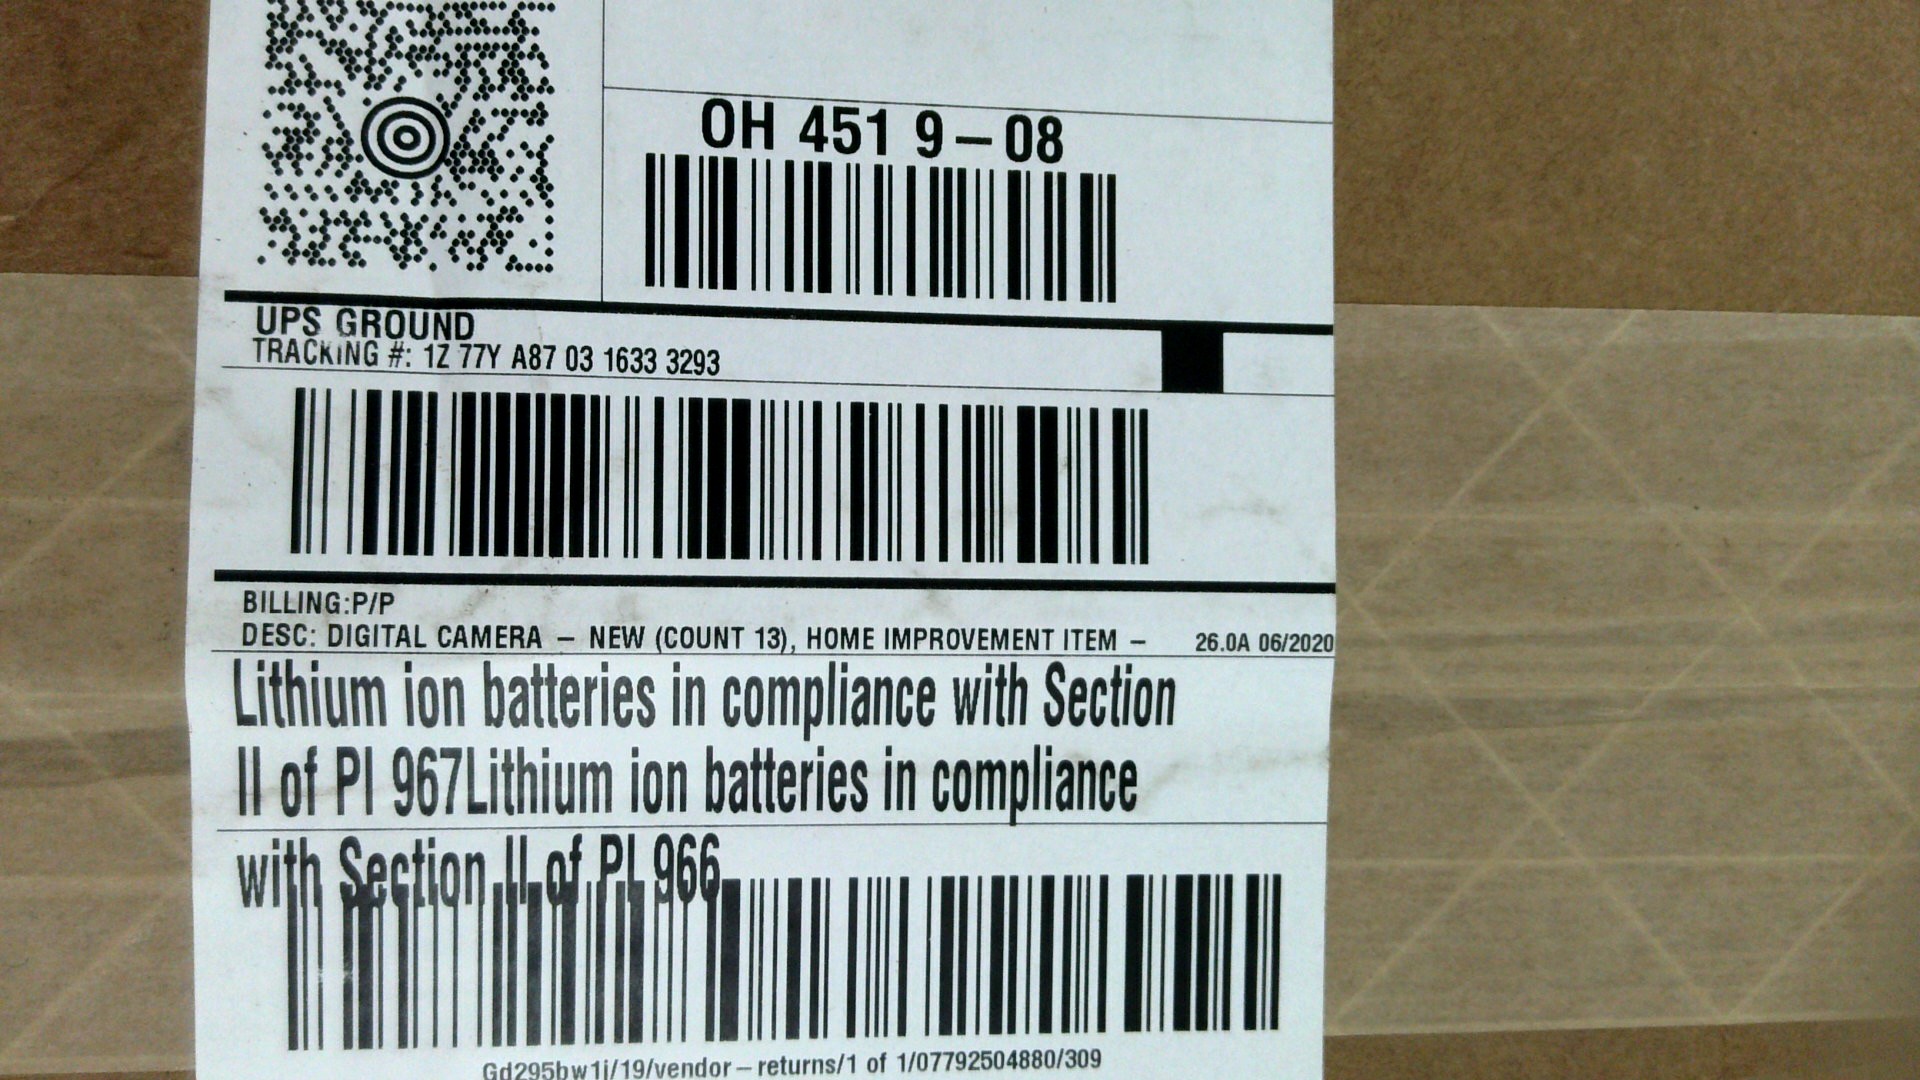 OH 451 9-08
UPS GROUND
TRACKING #: 1Z 77Y A87 03 1633 3293
BILLING:P/P
DESC: DIGITAL CAMERA - NEW (COUNT 13), HOME IMPROVEMENT ITEM - 26.0A 06/2020
Lithium ion batteries in compliance with Section
II of PI 967Lithium ion batteries in compliance
with Section II of PI 966
Gd295bw1j/19/vendor-returns/1 of 1/07792504880/309